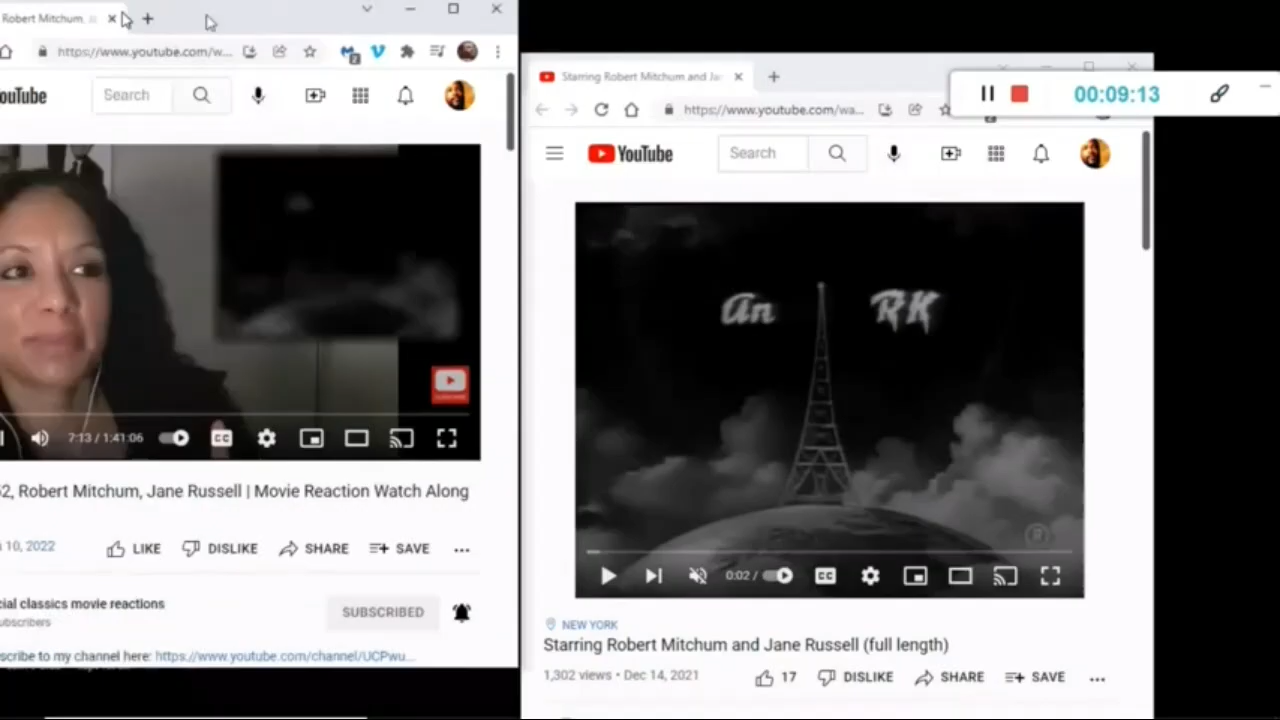 Robert Mitchum,
https://www.youtube.com/w...
ouTube
Search
7:13 / 1:41:06
CC
52, Robert Mitchum, Jane Russell | Movie Reaction Watch Along
10, 2022
LIKE
DISLIKE
SHARE
SAVE
cial classics movie reactions
ubscribers
SUBSCRIBED
scribe to my channel here: https://www.youtube.com/channel/UCPwu...
Starring Robert Mitchum and Ja
00:09:13
https://www.youtube.com/wa...
YouTube
Search
An RK
0:02 /
CC
NEW YORK
Starring Robert Mitchum and Jane Russell (full length)
1,302 views • Dec 14, 2021
17
DISLIKE
SHARE
SAVE